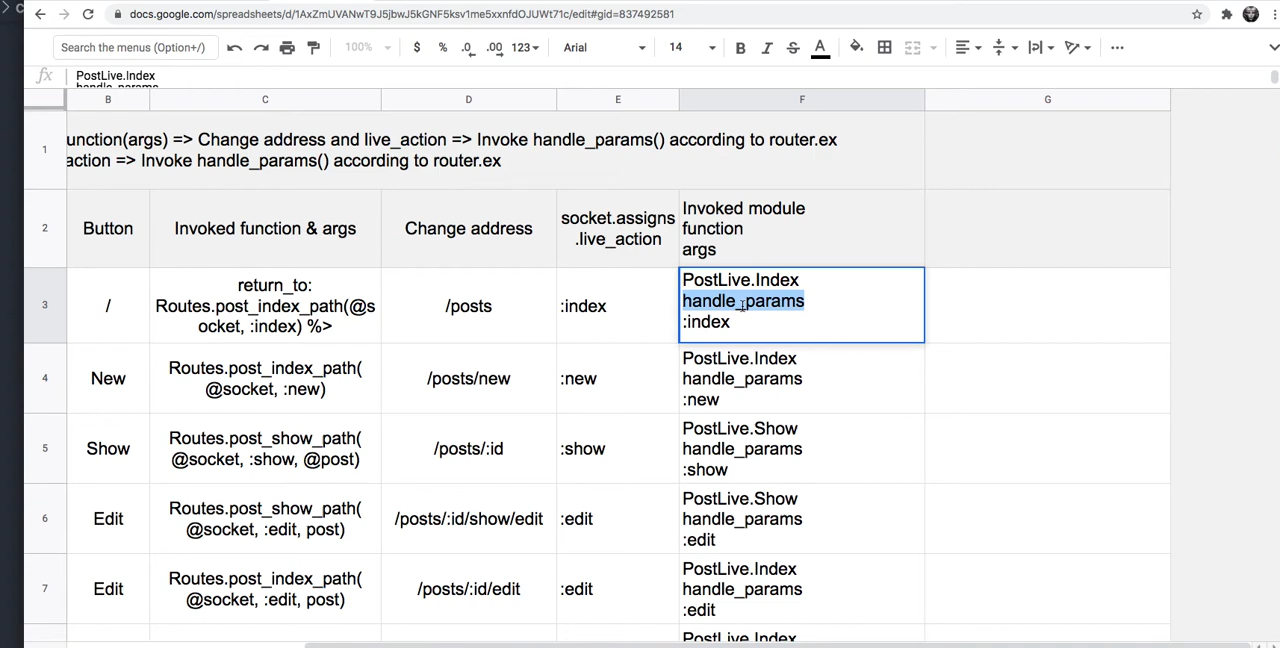 docs.google.com/spreadsheets/d/1AxZmUVANwT9J5jbwJ5kGNF5ksv1me5xxnfdOJUWt71c/edit#gid=837492581
Search the menus (Option+/)
100%
$
%
.0
.00
123
Arial
14
B
I
S
A
fx
PostLive.Index
handle_params
B
C
D
E
F
G
1
unction(args) => Change address and live_action => Invoke handle_params() according to router.ex
action => Invoke handle_params() according to router.ex
2
Button
Invoked function & args
Change address
socket.assigns
.live_action
Invoked module
function
args
3
/
return_to:
Routes.post_index_path(@s
ocket, :index) %>
/posts
:index
PostLive.Index
handle_params
:index
4
New
Routes.post_index_path(
@socket, :new)
/posts/new
:new
PostLive.Index
handle_params
:new
5
Show
Routes.post_show_path(
@socket, :show, @post)
/posts/:id
:show
PostLive.Show
handle_params
:show
6
Edit
Routes.post_show_path(
@socket, :edit, post)
/posts/:id/show/edit
:edit
PostLive.Show
handle_params
:edit
7
Edit
Routes.post_index_path(
@socket, :edit, post)
/posts/:id/edit
:edit
PostLive.Index
handle_params
:edit
PostLive.Index